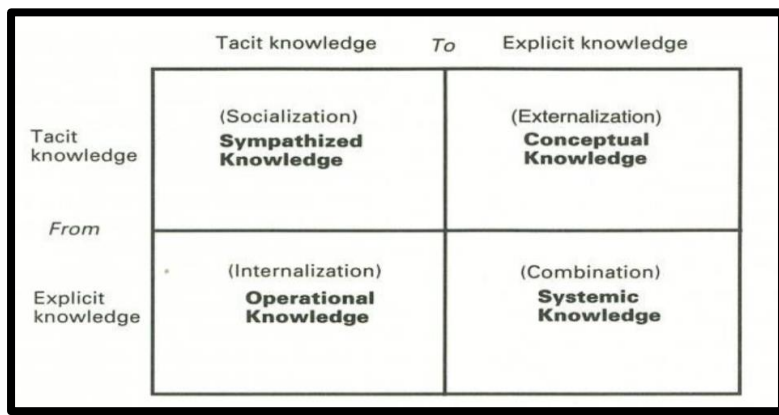 Tacit knowledge To Explicit knowledge
Tacit
knowledge
(Socialization)
Sympathized
Knowledge
(Externalization)
Conceptual
Knowledge
From
Explicit
knowledge
(Internalization)
Operational
Knowledge
(Combination)
Systemic
Knowledge